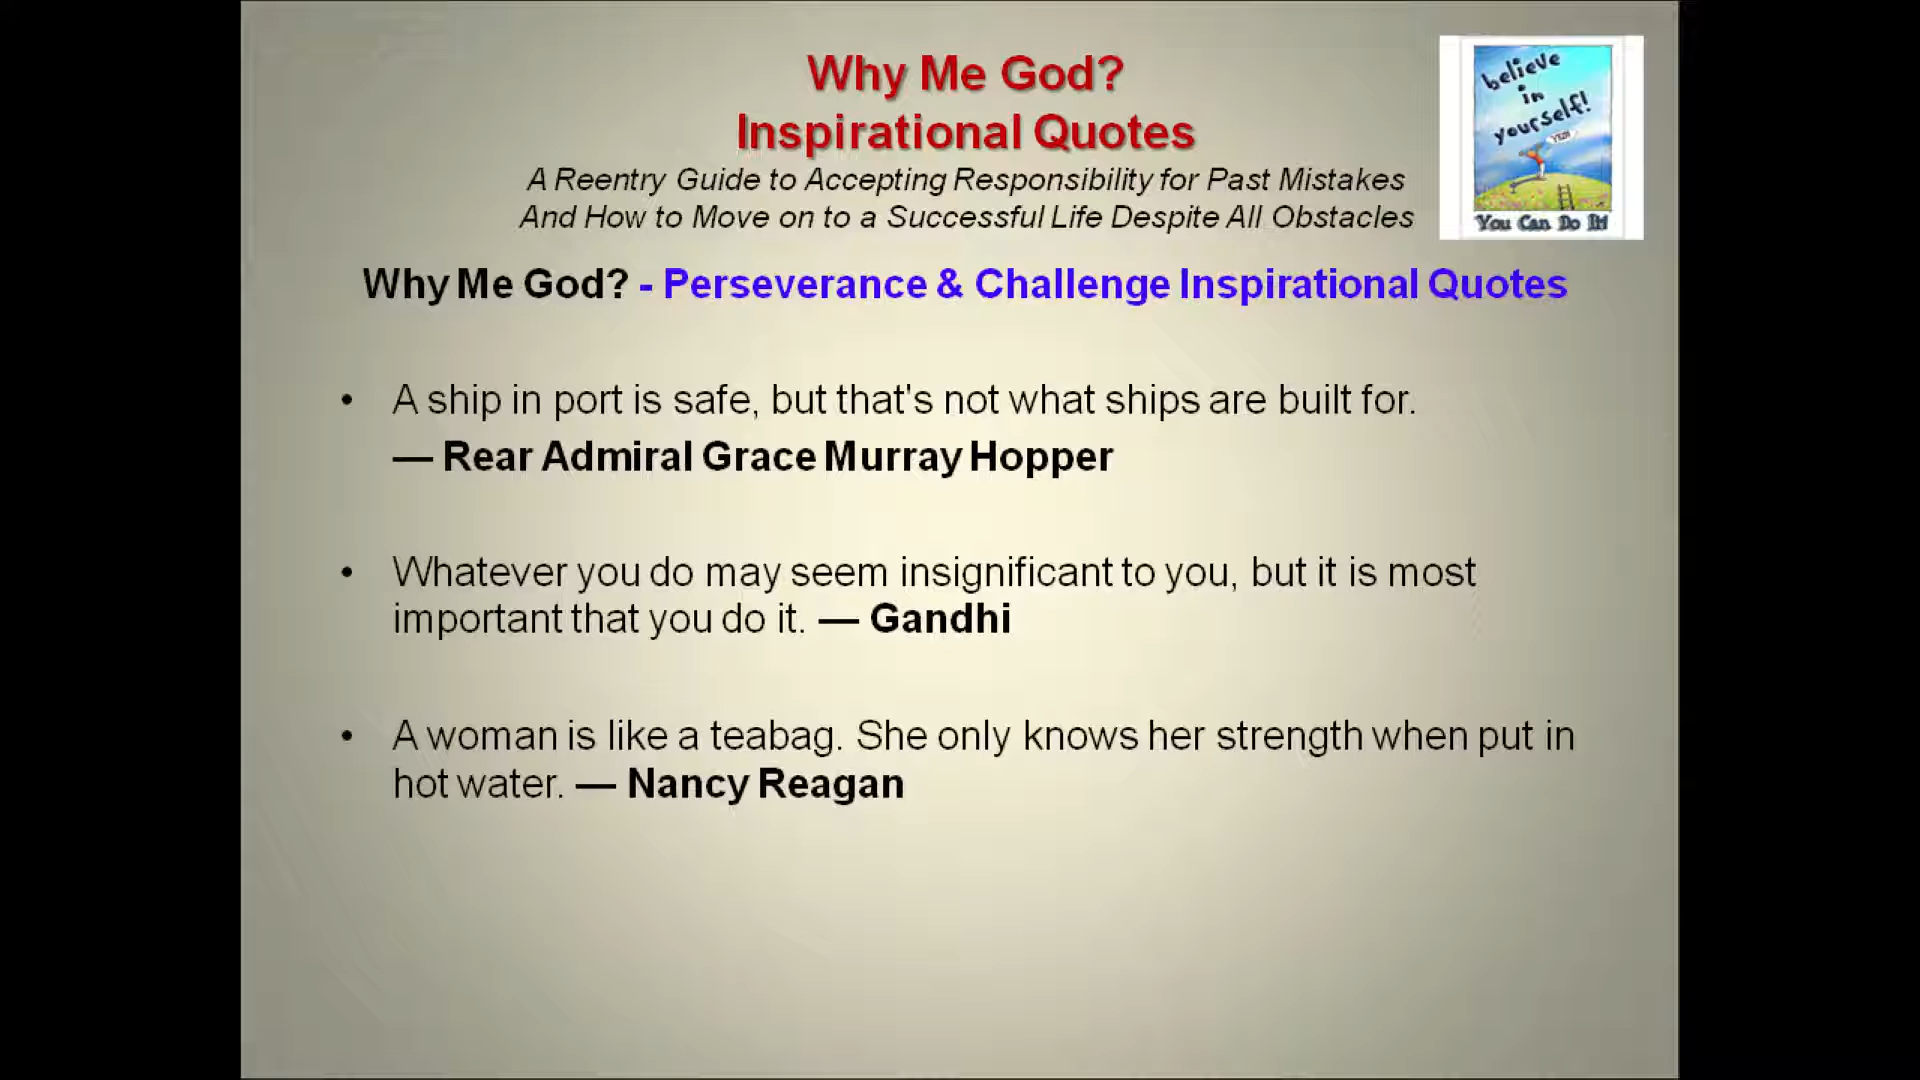 Why Me God?
Inspirational Quotes
A Reentry Guide to Accepting Responsibility for Past Mistakes
And How to Move on to a Successful Life Despite All Obstacles
believe
in
yourself!
YES!!
You Can Do It!
Why Me God? - Perseverance & Challenge Inspirational Quotes
• A ship in port is safe, but that's not what ships are built for.
— Rear Admiral Grace Murray Hopper
• Whatever you do may seem insignificant to you, but it is most
important that you do it. — Gandhi
• A woman is like a teabag. She only knows her strength when put in
hot water. — Nancy Reagan